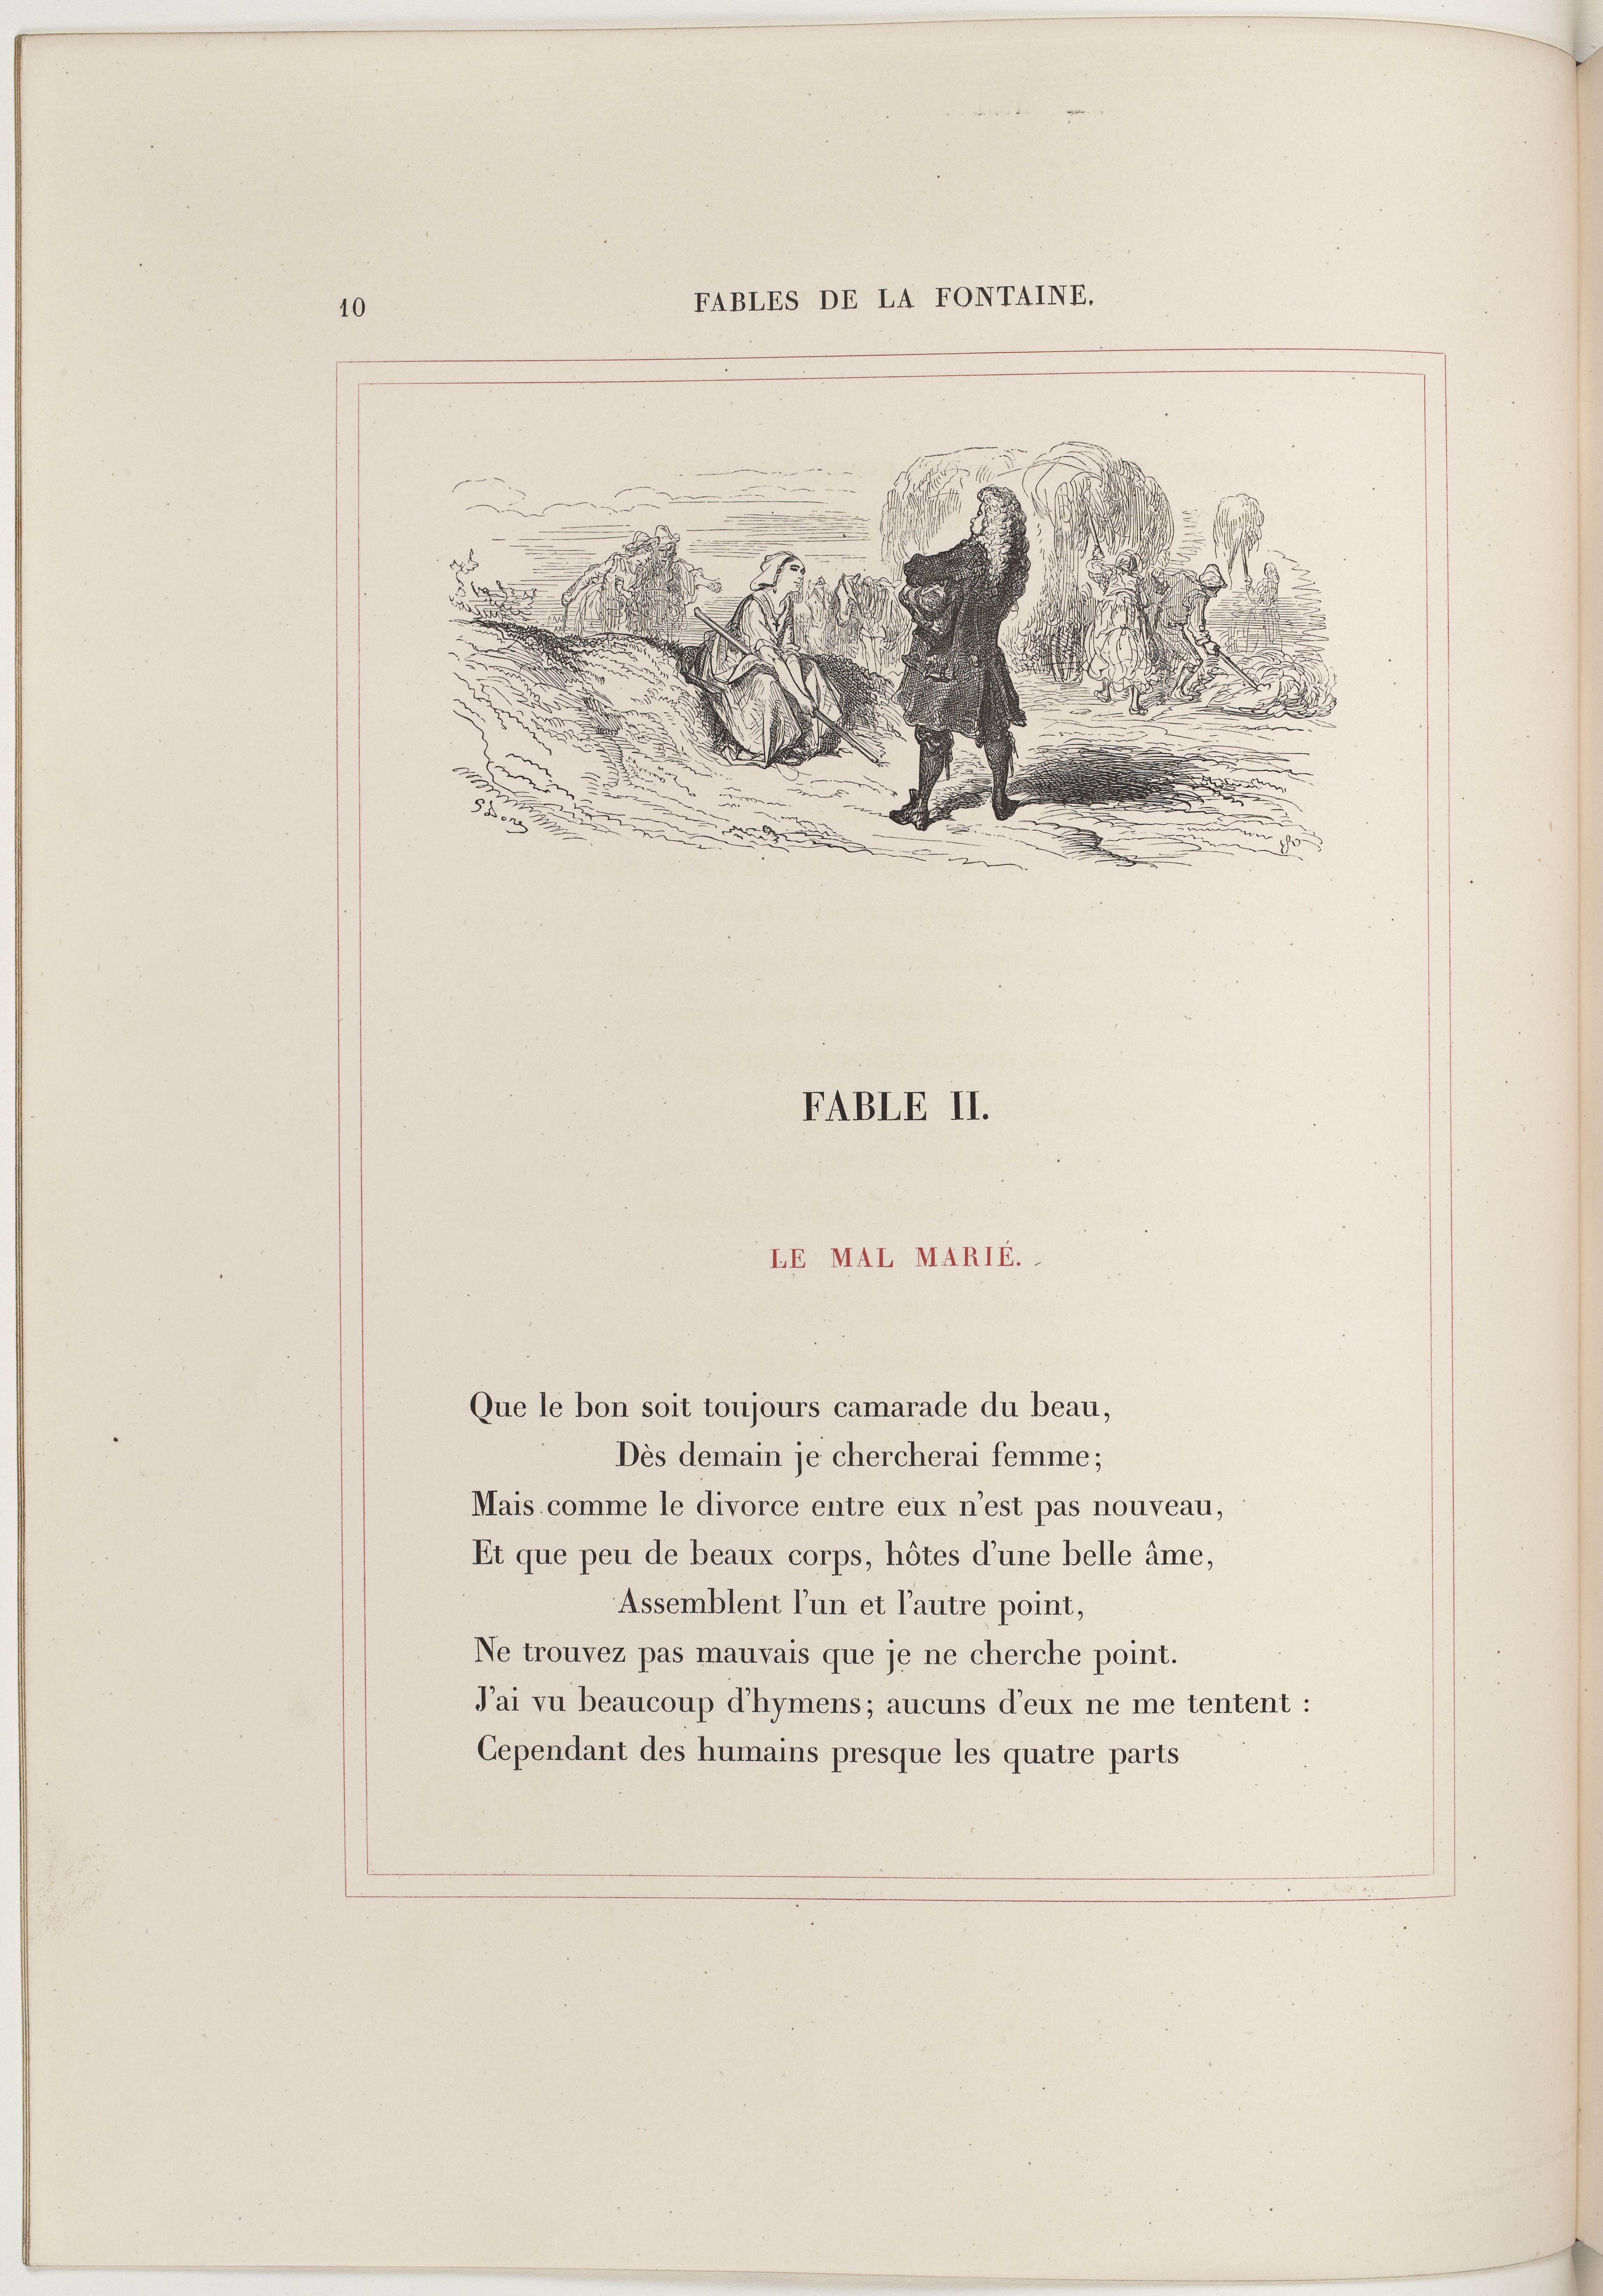 10
FABLES DE LA FONTAINE.
G Doré
FABLE II.
LE MAL MARIÉ.
Que le bon soit toujours camarade du beau,
Dès demain je chercherai femme;
Mais comme le divorce entre eux n'est pas nouveau,
Et que peu de beaux corps, hôtes d'une belle âme,
Assemblent l'un et l'autre point,
Ne trouvez pas mauvais que je ne cherche point.
J'ai vu beaucoup d'hymens; aucuns d'eux ne me tentent :
Cependant des humains presque les quatre parts